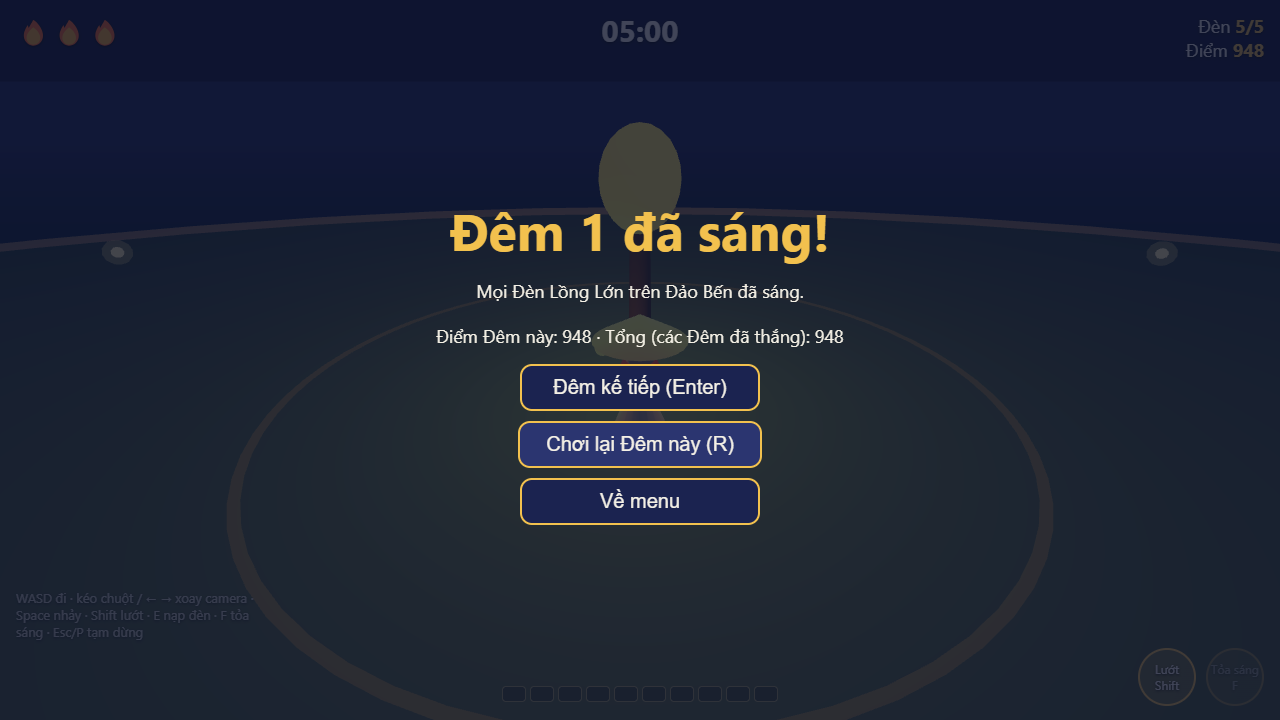 05:00
Đèn 5/5
Điểm 948
Đêm 1 đã sáng!
Mọi Đèn Lồng Lớn trên Đảo Bến đã sáng.
Điểm Đêm này: 948 · Tổng (các Đêm đã thắng): 948
Đêm kế tiếp (Enter)
Chơi lại Đêm này (R)
Về menu
WASD đi · kéo chuột / ← → xoay camera ·
Space nhảy · Shift lướt · E nạp đèn · F tỏa
sáng · Esc/P tạm dừng
Lướt
Shift
Tỏa sáng
F